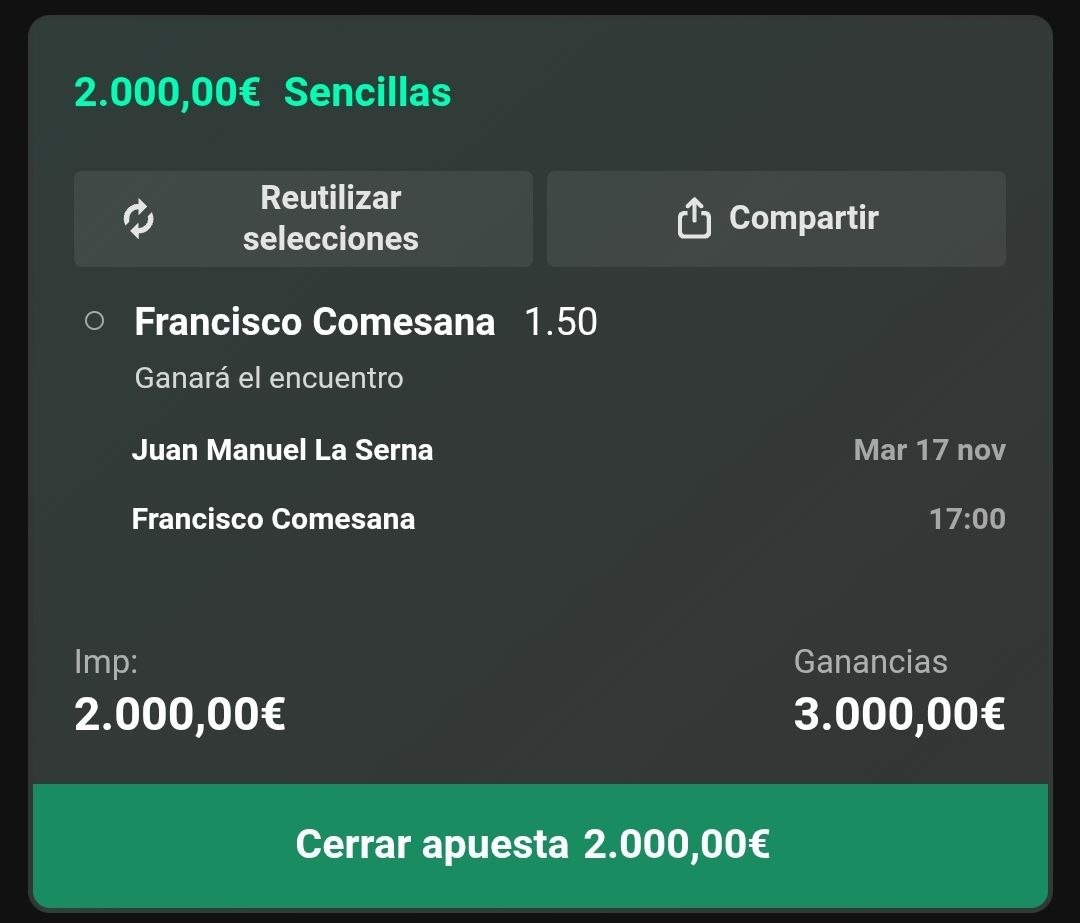 2.000,00€ Sencillas
Reutilizar
selecciones
Compartir
Francisco Comesana 1.50
Ganará el encuentro
Juan Manuel La Serna
Mar 17 nov
Francisco Comesana
17:00
Imp:
Ganancias
2.000,00€
3.000,00€
Cerrar apuesta 2.000,00€